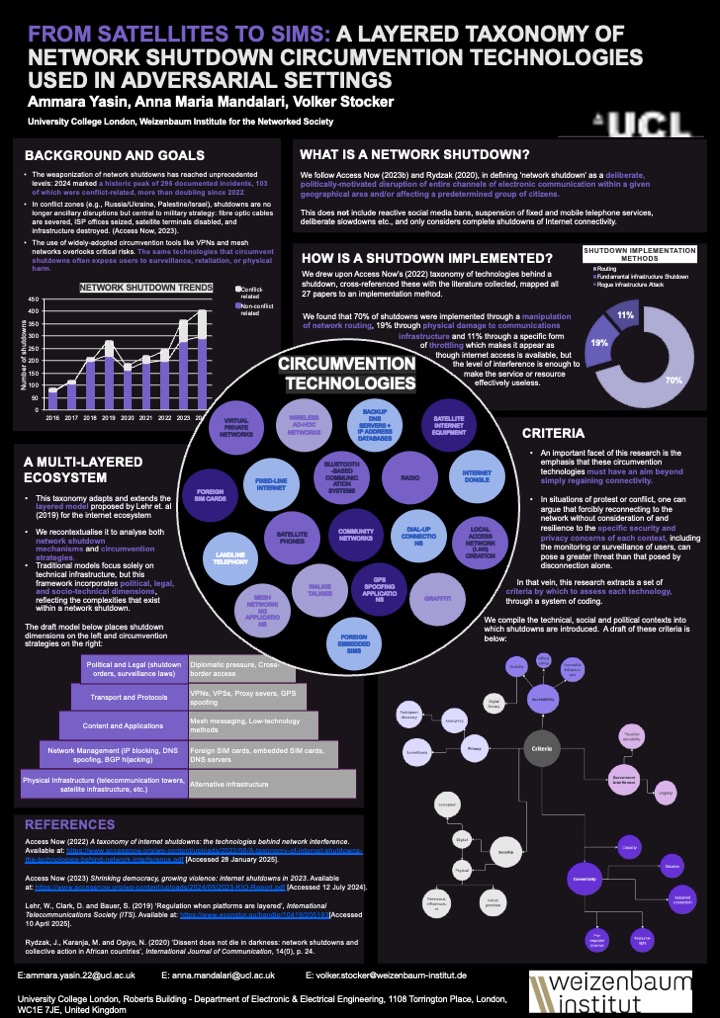 FROM SATELLITES TO SIMS: A LAYERED TAXONOMY OF
NETWORK SHUTDOWN CIRCUMVENTION TECHNOLOGIES
USED IN ADVERSARIAL SETTINGS
Ammara Yasin, Anna Maria Mandalari, Volker Stocker
University College London, Weizenbaum Institute for the Networked Society
UCL
BACKGROUND AND GOALS
• The weaponization of network shutdowns has reached unprecedented
levels: 2024 marked a historic peak of 296 documented incidents, 103
of which were conflict-related, more than doubling since 2022.
• In conflict zones (e.g., Russia/Ukraine, Palestine/Israel), shutdowns are no
longer ancillary disruptions but central to military strategy: fibre optic cables
are severed, ISP offices seized, satellite terminals disabled, and
infrastructure destroyed. (Access Now, 2023).
• The use of widely-adopted circumvention tools like VPNs and mesh
networks overlooks critical risks. The same technologies that circumvent
shutdowns often expose users to surveillance, retaliation, or physical
harm.
NETWORK SHUTDOWN TRENDS
Conflict-
related
Non-conflict
related
Number of shutdowns
450
400
350
300
250
200
150
100
50
0
2016 2017 2018 2019 2020 2021 2022 2023
WHAT IS A NETWORK SHUTDOWN?
We follow Access Now (2023b) and Rydzak (2020), in defining ‘network shutdown’ as a deliberate,
politically-motivated disruption of entire channels of electronic communication within a given
geographical area and/or affecting a predetermined group of citizens.
This does not include reactive social media bans, suspension of fixed and mobile telephone services,
deliberate slowdowns etc., and only considers complete shutdowns of Internet connectivity.
HOW IS A SHUTDOWN IMPLEMENTED?
We drew upon Access Now's (2022) taxonomy of technologies behind a
shutdown, cross-referenced these with the literature collected, mapped all
27 papers to an implementation method.
We found that 70% of shutdowns were implemented through a manipulation
of network routing, 19% through physical damage to communications
infrastructure and 11% through a specific form
of throttling which makes it appear as
though internet access is available, but
the level of interference is enough to
make the service or resource
effectively useless.
SHUTDOWN IMPLEMENTATION
METHODS
Routing
Fundamental Infrastructure Shutdown
Rogue Infrastructure Attack
11%
19%
70%
CIRCUMVENTION
TECHNOLOGIES
VIRTUAL
PRIVATE
NETWORKS
WIRELESS
AD-HOC
NETWORKS
BACKUP
DNS
SERVERS +
IP ADDRESS
DATABASES
SATELLITE
INTERNET
EQUIPMENT
FOREIGN
SIM CARDS
FIXED-LINE
INTERNET
BLUETOOTH
-BASED
COMMUNIC
ATION
SYSTEMS
RADIO
INTERNET
DONGLE
LANDLINE
TELEPHONY
SATELLITE
PHONES
COMMUNITY
NETWORKS
DIAL-UP
CONNECTIO
NS
LOCAL
ACCESS
NETWORK
(LAN)
CREATION
MESH
NETWORKI
NG
APPLICATIO
NS
WALKIE
TALKIES
GPS
SPOOFING
APPLICATIO
NS
GRAFFITI
FOREIGN
EMBEDDED
SIMS
A MULTI-LAYERED
ECOSYSTEM
• This taxonomy adapts and extends the
layered model proposed by Lehr et. al
(2019) for the internet ecosystem
• We recontextualise it to analyse both
network shutdown
mechanisms and circumvention
strategies.
• Traditional models focus solely on
technical infrastructure, but this
framework incorporates political, legal,
and socio-technical dimensions,
reflecting the complexities that exist
within a network shutdown.
The draft model below places shutdown
dimensions on the left and circumvention
strategies on the right:
Political and Legal (shutdown
orders, surveillance laws)
Diplomatic pressure, Cross-
border access
Transport and Protocols
VPNs, VPSs, Proxy severs, GPS
spoofing
Content and Applications
Mesh messaging, Low-technology
methods
Network Management (IP blocking, DNS
spoofing, BGP hijacking)
Foreign SIM cards, embedded SIM cards,
DNS servers
Physical Infrastructure (telecommunication towers,
satellite infrastructure, etc.)
Alternative infrastructure
CRITERIA
• An important facet of this research is the
emphasis that these circumvention
technologies must have an aim beyond
simply regaining connectivity.
• In situations of protest or conflict, one can
argue that forcibly reconnecting to the
network without consideration of and
resilience to the specific security and
privacy concerns of each context, including
the monitoring or surveillance of users, can
pose a greater threat than that posed by
disconnection alone.
In that vein, this research extracts a set of
criteria by which to assess each technology,
through a system of coding.
We compile the technical, social and political contexts into
which shutdowns are introduced. A draft of these criteria is
below:
Digital
literacy
Accessibility
Anonymity
Surveillance
Privacy
Criteria
Government
Interference
Legality
Encryption
Digital
Physical
Security
Connectivity
REFERENCES
Access Now (2022) A taxonomy of internet shutdowns: the technologies behind network interference.
Available at: https://www.accessnow.org/wp-content/uploads/2022/06/A-taxonomy-of-internet-shutdowns-
the-technologies-behind-network-interference.pdf [Accessed 28 January 2025].
Access Now (2023) Shrinking democracy, growing violence: internet shutdowns in 2023. Available
at: https://www.accessnow.org/wp-content/uploads/2024/05/2023-KIO-Report.pdf [Accessed 12 July 2024].
Lehr, W., Clark, D. and Bauer, S. (2019) ‘Regulation when platforms are layered’, International
Telecommunications Society (ITS). Available at: https://www.econstor.eu/handle/10419/205193[Accessed
10 April 2025].
Rydzak, J., Karanja, M. and Opiyo, N. (2020) ‘Dissent does not die in darkness: network shutdowns and
collective action in African countries’, International Journal of Communication, 14(0), p. 24.
E:ammara.yasin.22@ucl.ac.uk E: anna.mandalari@ucl.ac.uk E: volker.stocker@weizenbaum-institut.de
University College London, Roberts Building - Department of Electronic & Electrical Engineering, 1108 Torrington Place, London,
WC1E 7JE, United Kingdom
weizenbaum
institut